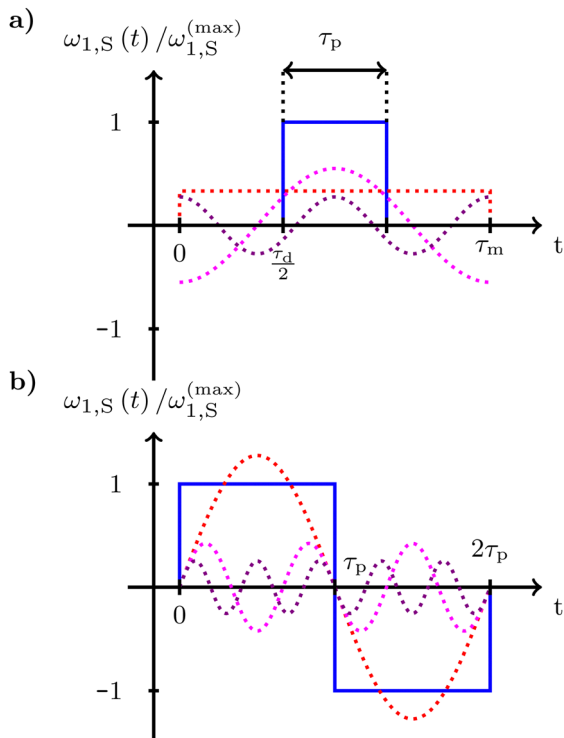 a)
ω₁,S (t) /ω₁,S^(max)
τp
1
0
τd/2
τm
t
-1
b)
ω₁,S (t) /ω₁,S^(max)
1
τp
2τp
0
t
-1